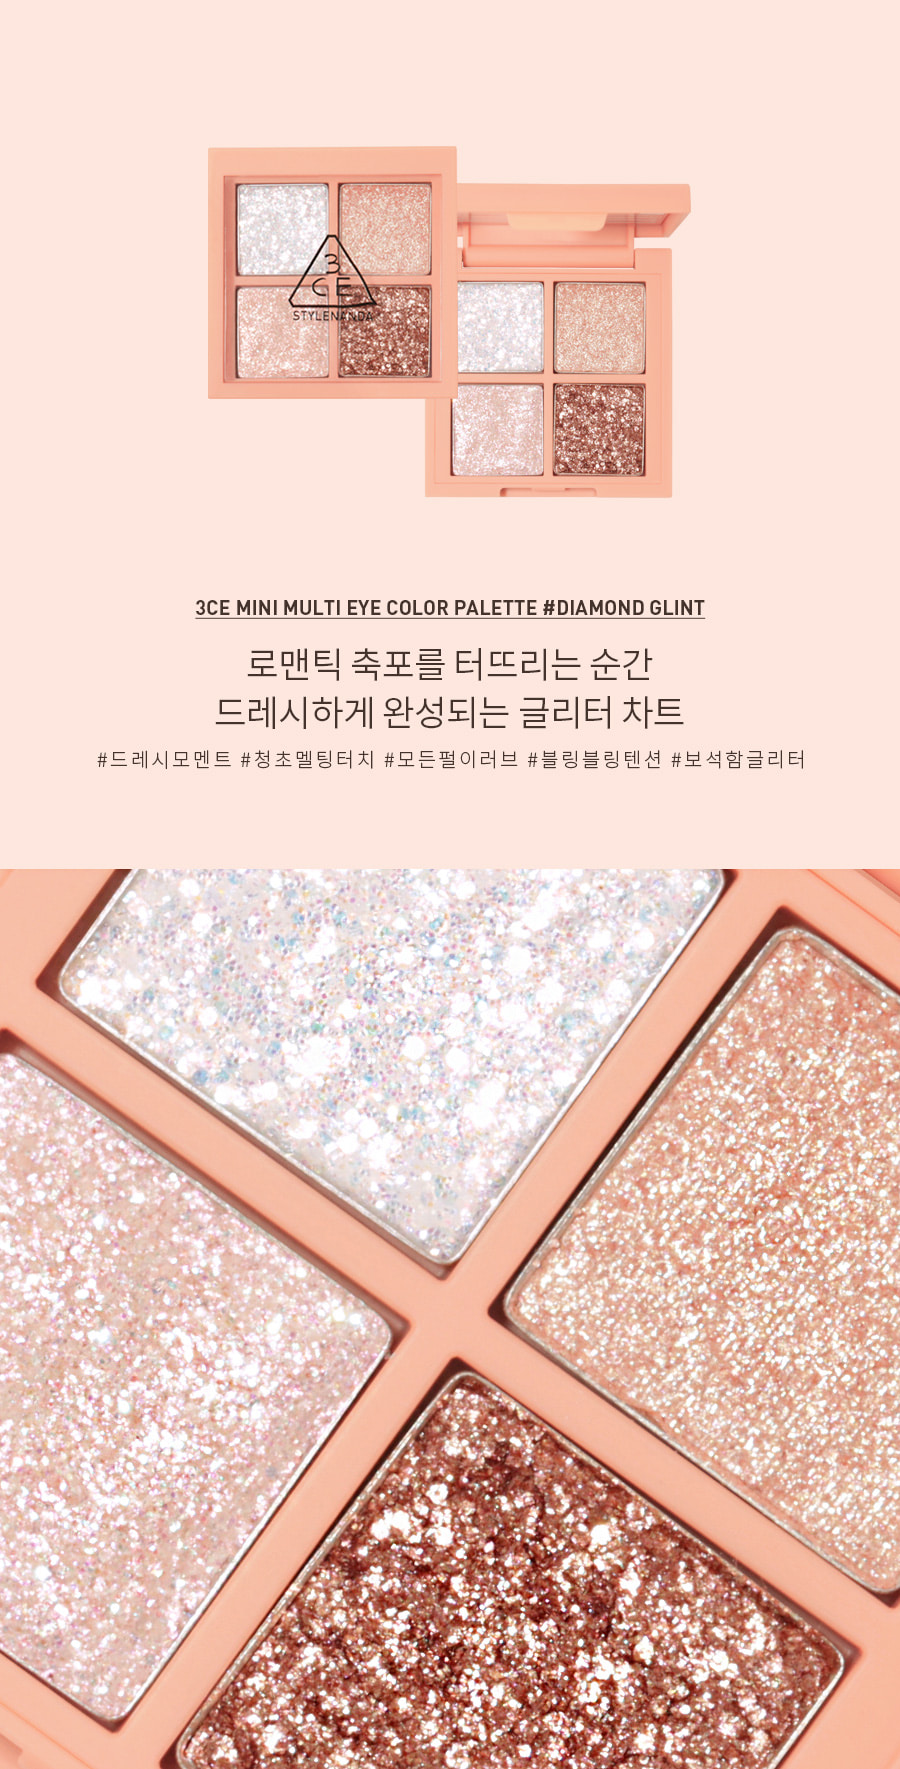 3
CE
STYLENANDA
3CE MINI MULTI EYE COLOR PALETTE #DIAMOND GLINT
로맨틱 축포를 터뜨리는 순간
드레시하게 완성되는 글리터 차트
#드레시모멘트 #청초멜팅터치 #모든펄이러브 #블링블링텐션 #보석함글리터